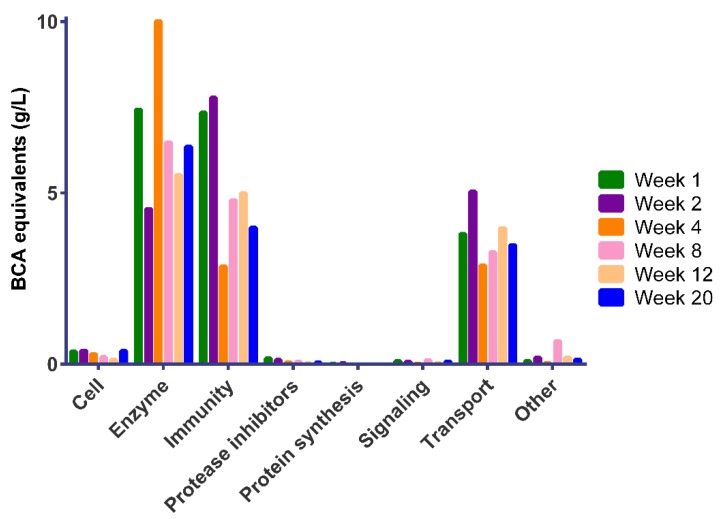 BCA equivalents (g/L)
10
5
0
Cell
Enzyme
Immunity
Protease inhibitors
Protein synthesis
Signaling
Transport
Other
Week 1
Week 2
Week 4
Week 8
Week 12
Week 20